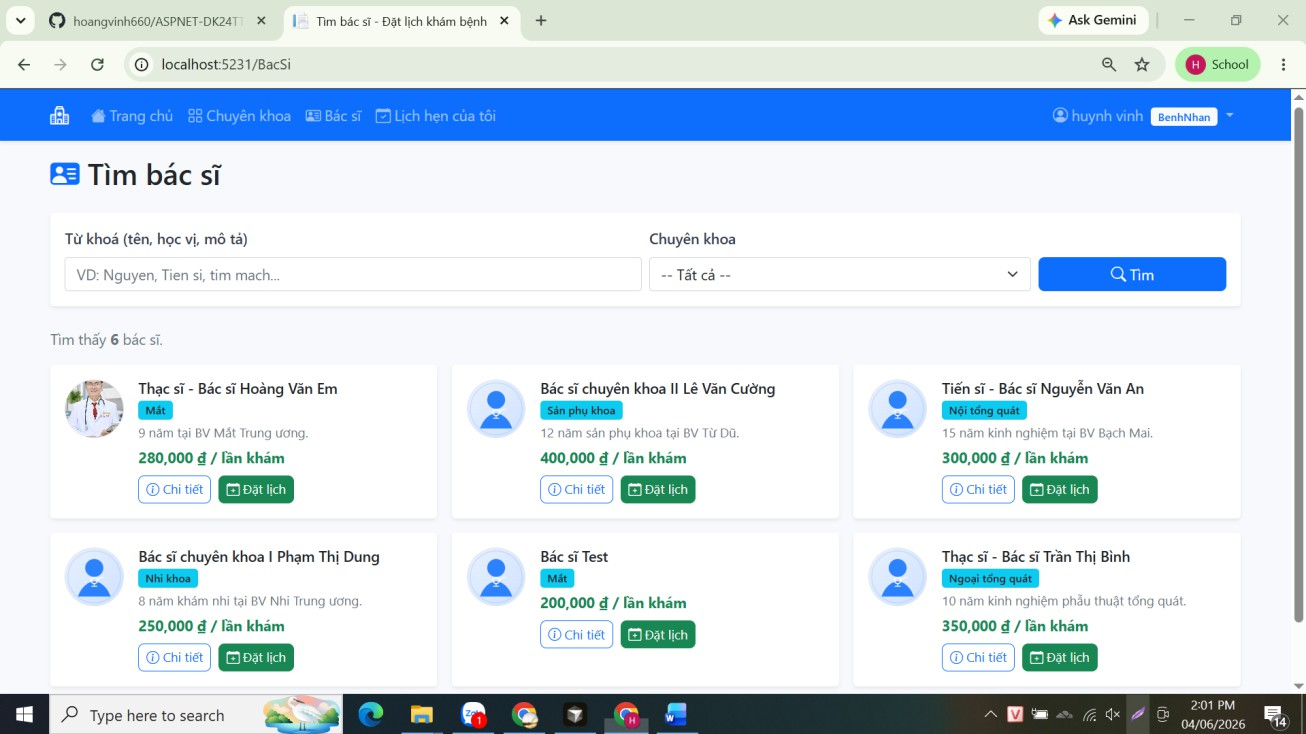 hoangvinh660/ASPNET-DK24TT
Tìm bác sĩ - Đặt lịch khám bệnh
Ask Gemini
localhost:5231/BacSi
H School
Trang chủ Chuyên khoa Bác sĩ Lịch hẹn của tôi huynh vinh BenhNhan
Tìm bác sĩ
Từ khoá (tên, học vị, mô tả) Chuyên khoa
VD: Nguyen, Tien si, tim mach... -- Tất cả -- Tìm
Tìm thấy 6 bác sĩ.
Thạc sĩ - Bác sĩ Hoàng Văn Em
Mắt
9 năm tại BV Mắt Trung ương.
280,000 ₫ / lần khám
Chi tiết Đặt lịch
Bác sĩ chuyên khoa II Lê Văn Cường
Sản phụ khoa
12 năm sản phụ khoa tại BV Từ Dũ.
400,000 ₫ / lần khám
Chi tiết Đặt lịch
Tiến sĩ - Bác sĩ Nguyễn Văn An
Nội tổng quát
15 năm kinh nghiệm tại BV Bạch Mai.
300,000 ₫ / lần khám
Chi tiết Đặt lịch
Bác sĩ chuyên khoa I Phạm Thị Dung
Nhi khoa
8 năm khám nhi tại BV Nhi Trung ương.
250,000 ₫ / lần khám
Chi tiết Đặt lịch
Bác sĩ Test
Mắt
200,000 ₫ / lần khám
Chi tiết Đặt lịch
Thạc sĩ - Bác sĩ Trần Thị Bình
Ngoại tổng quát
10 năm kinh nghiệm phẫu thuật tổng quát.
350,000 ₫ / lần khám
Chi tiết Đặt lịch
Type here to search
2:01 PM
04/06/2026
14